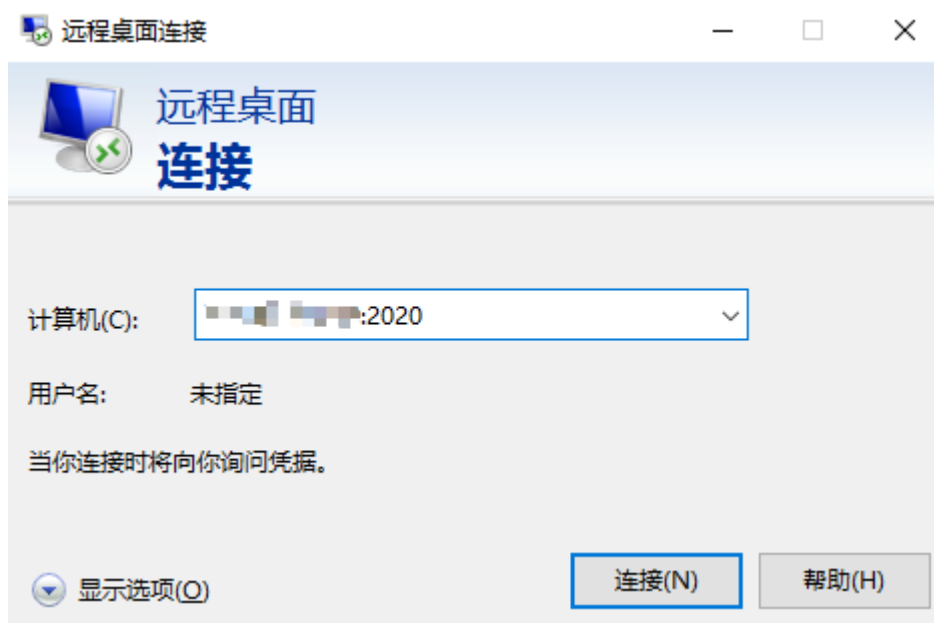 远程桌面连接
远程桌面
连接
计算机(C):
:2020
用户名:
未指定
当你连接时将向你询问凭据。
显示选项(O)
连接(N)
帮助(H)